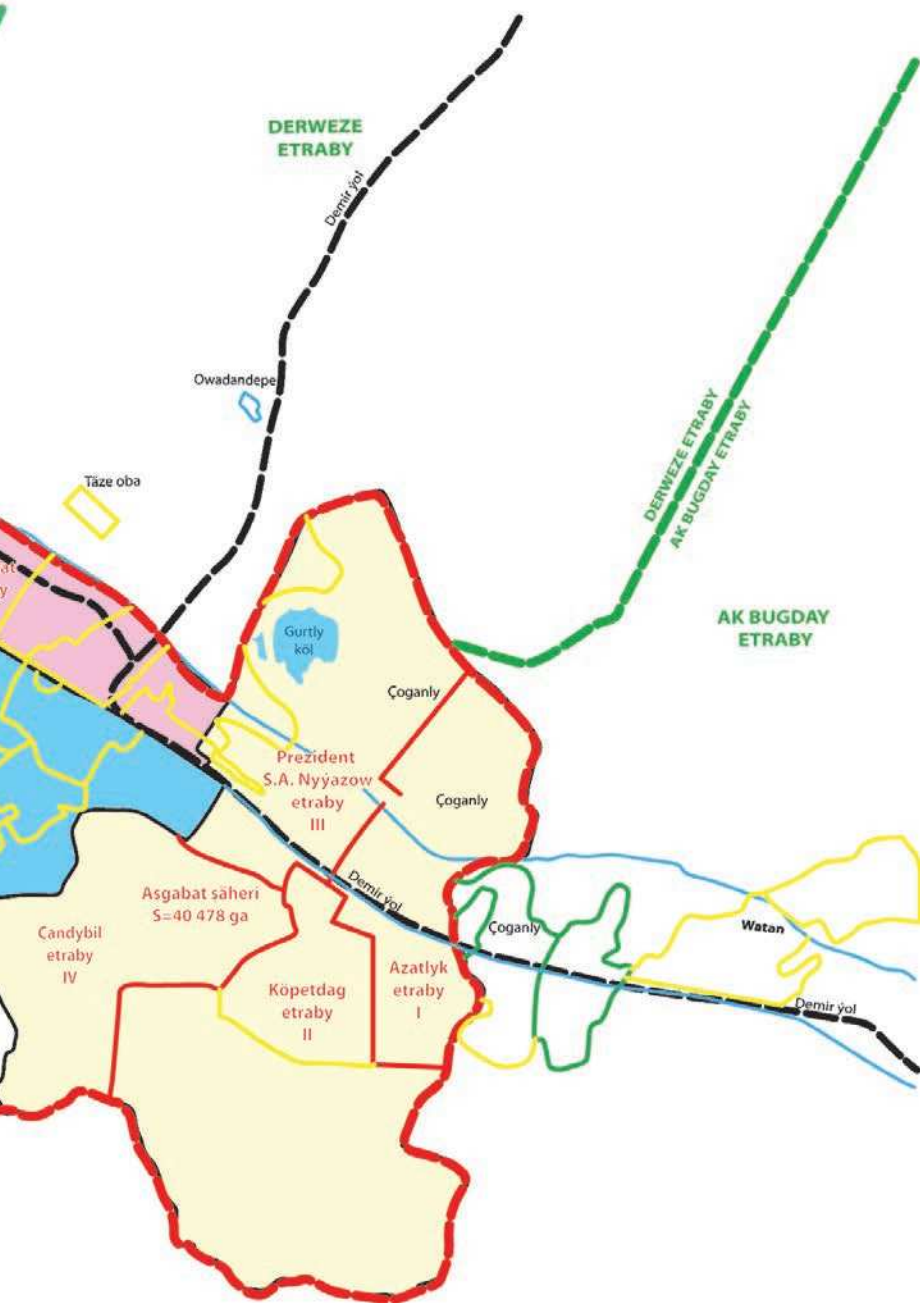 DERWEZE
ETRABY
Demir ýol
Owadandepe
DERWEZE ETRABY
AK BUGDAY ETRABY
Täze oba
AK BUGDAY
ETRABY
Gurtly
köl
Çoganly
Prezident
S.A. Nyýazow
etraby
III
Çoganly
Demir ýol
Aşgabat säheri
S=40 478 ga
Çandybil
etraby
IV
Çoganly
Watan
Azatlyk
etraby
I
Köpetdag
etraby
II
Demir ýol